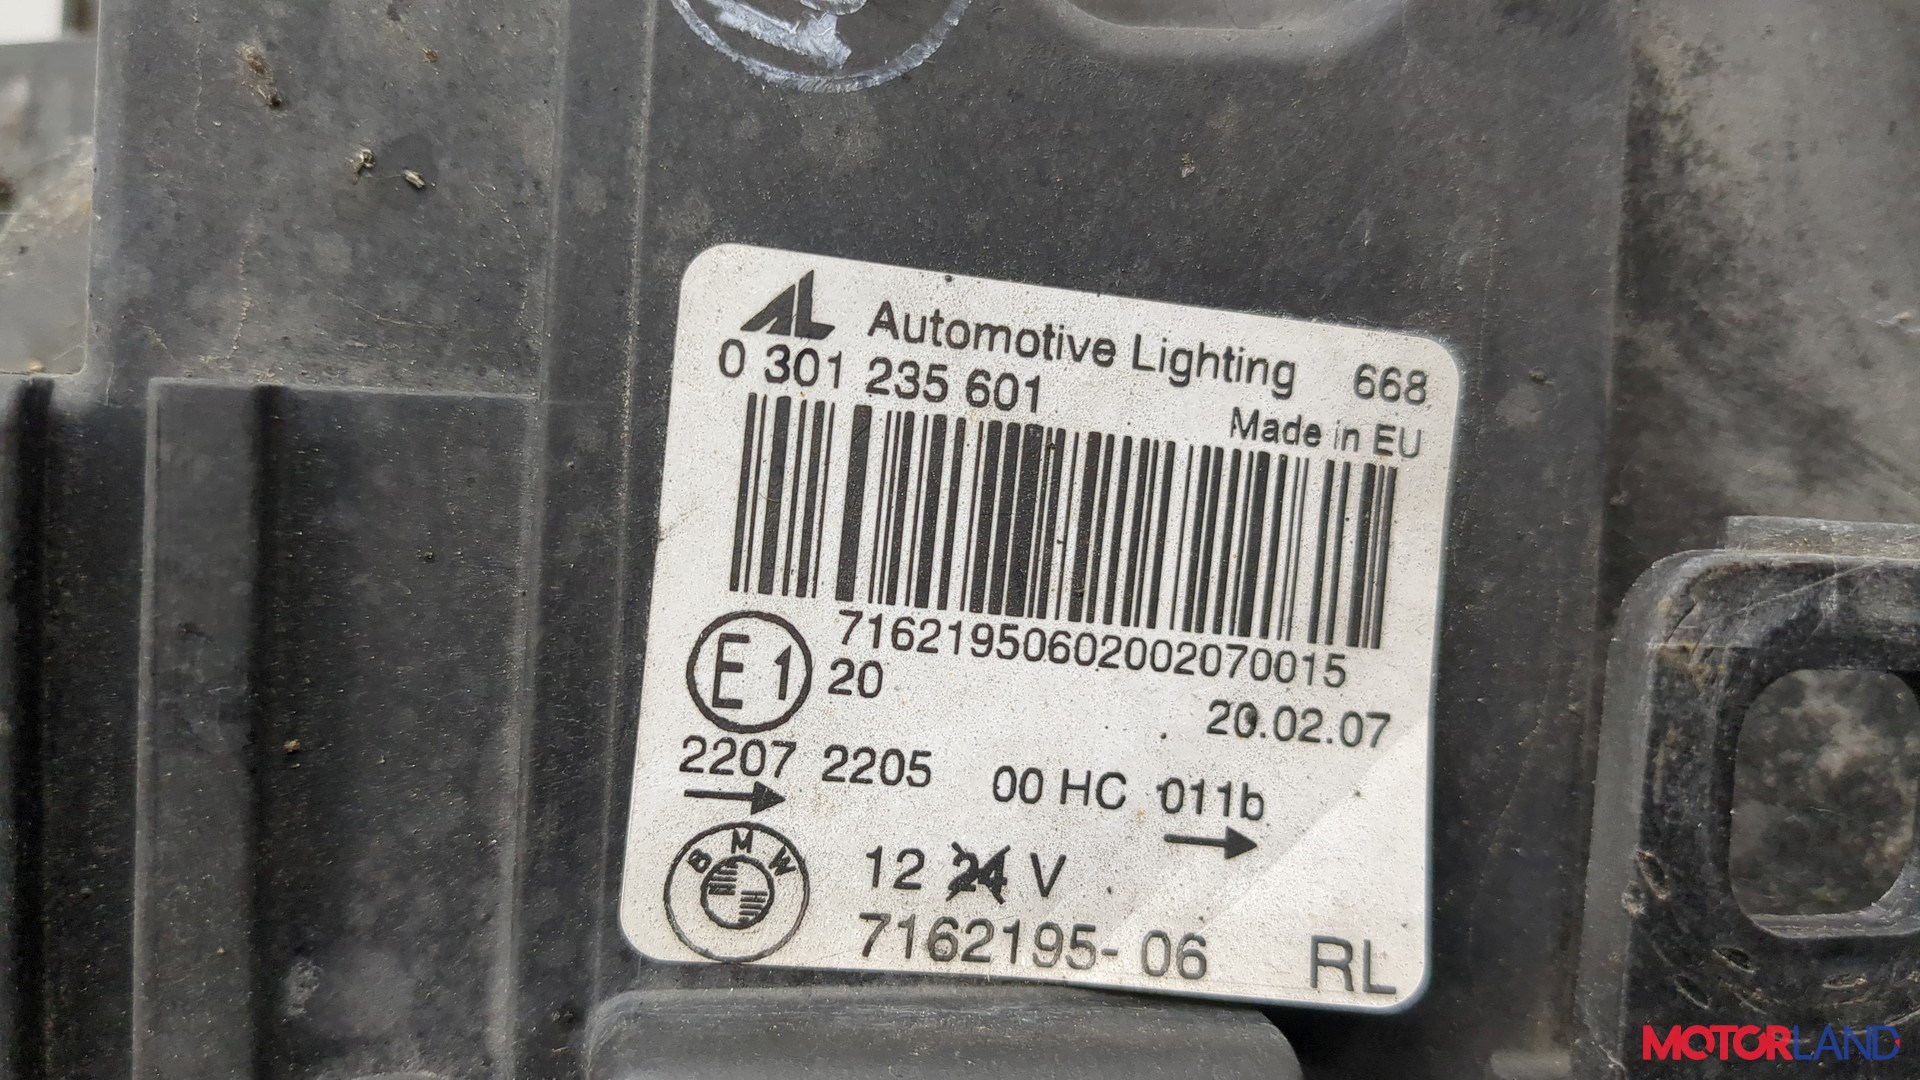 AL Automotive Lighting 668
0 301 235 601
Made in EU
71621950602002070015
E1 20
20.02.07
2207 2205 00 HC 011b
BMW
12 24 V
7162195-06 RL
MOTORLAND